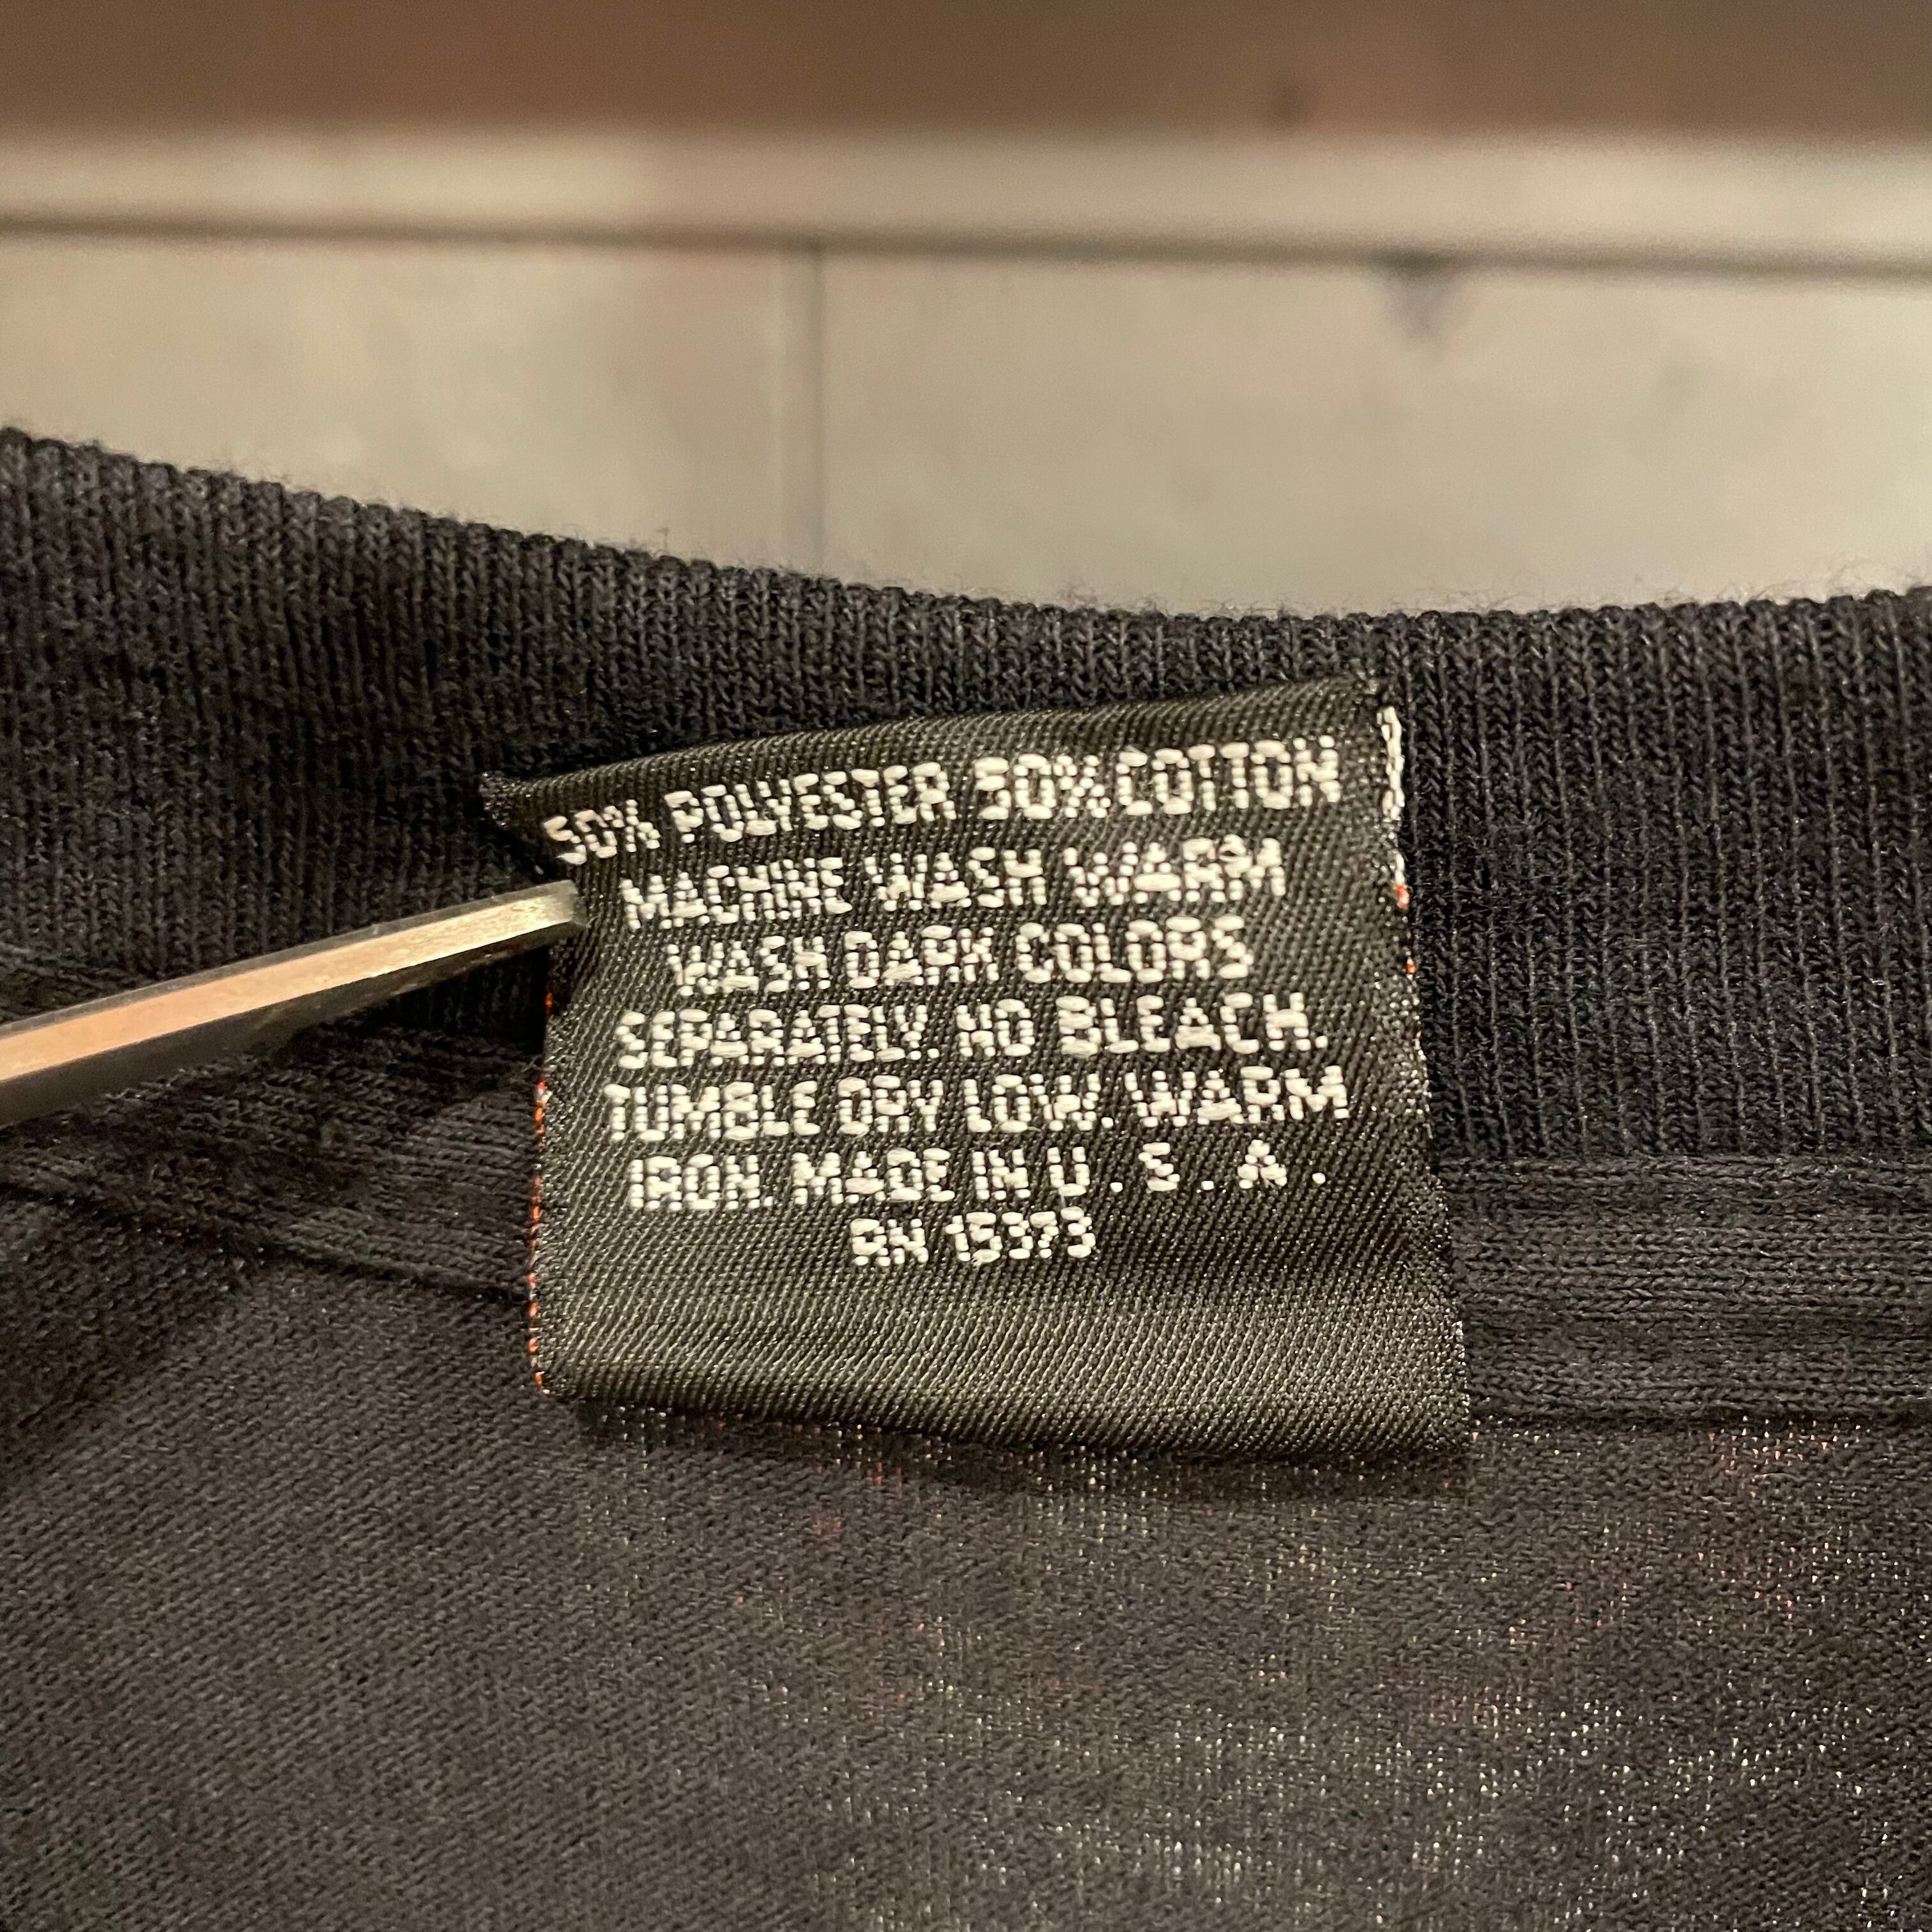 50% POLYESTER 50% COTTON
MACHINE WASH WARM
WASH DARK COLORS
SEPARATELY. NO BLEACH.
TUMBLE DRY LOW. WARM
IRON. MADE IN U.S.A.
RN 15373